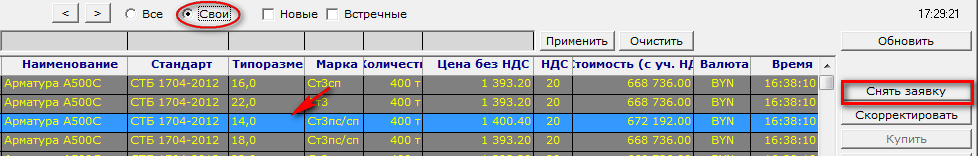 < > Все Свои Новые Встречные 17:29:21
Применить Очистить Обновить
Наименование Стандарт Типоразме Марка Количесть Цена без НДС НДС тоимость (с уч. НД Валюта Время
Арматура А500С СТБ 1704-2012 16,0 Ст3сп 400 т 1 393.20 20 668 736.00 BYN 16:38:10
Снять заявку
Арматура А500С СТБ 1704-2012 22,0 Ст3 400 т 1 393.20 20 668 736.00 BYN 16:38:10
Арматура А500С СТБ 1704-2012 14,0 Ст3пс/сп 400 т 1 400.40 20 672 192.00 BYN 16:38:10
Скорректировать
Арматура А500С СТБ 1704-2012 18,0 Ст3пс/сп 400 т 1 393.20 20 668 736.00 BYN 16:38:10
Купить